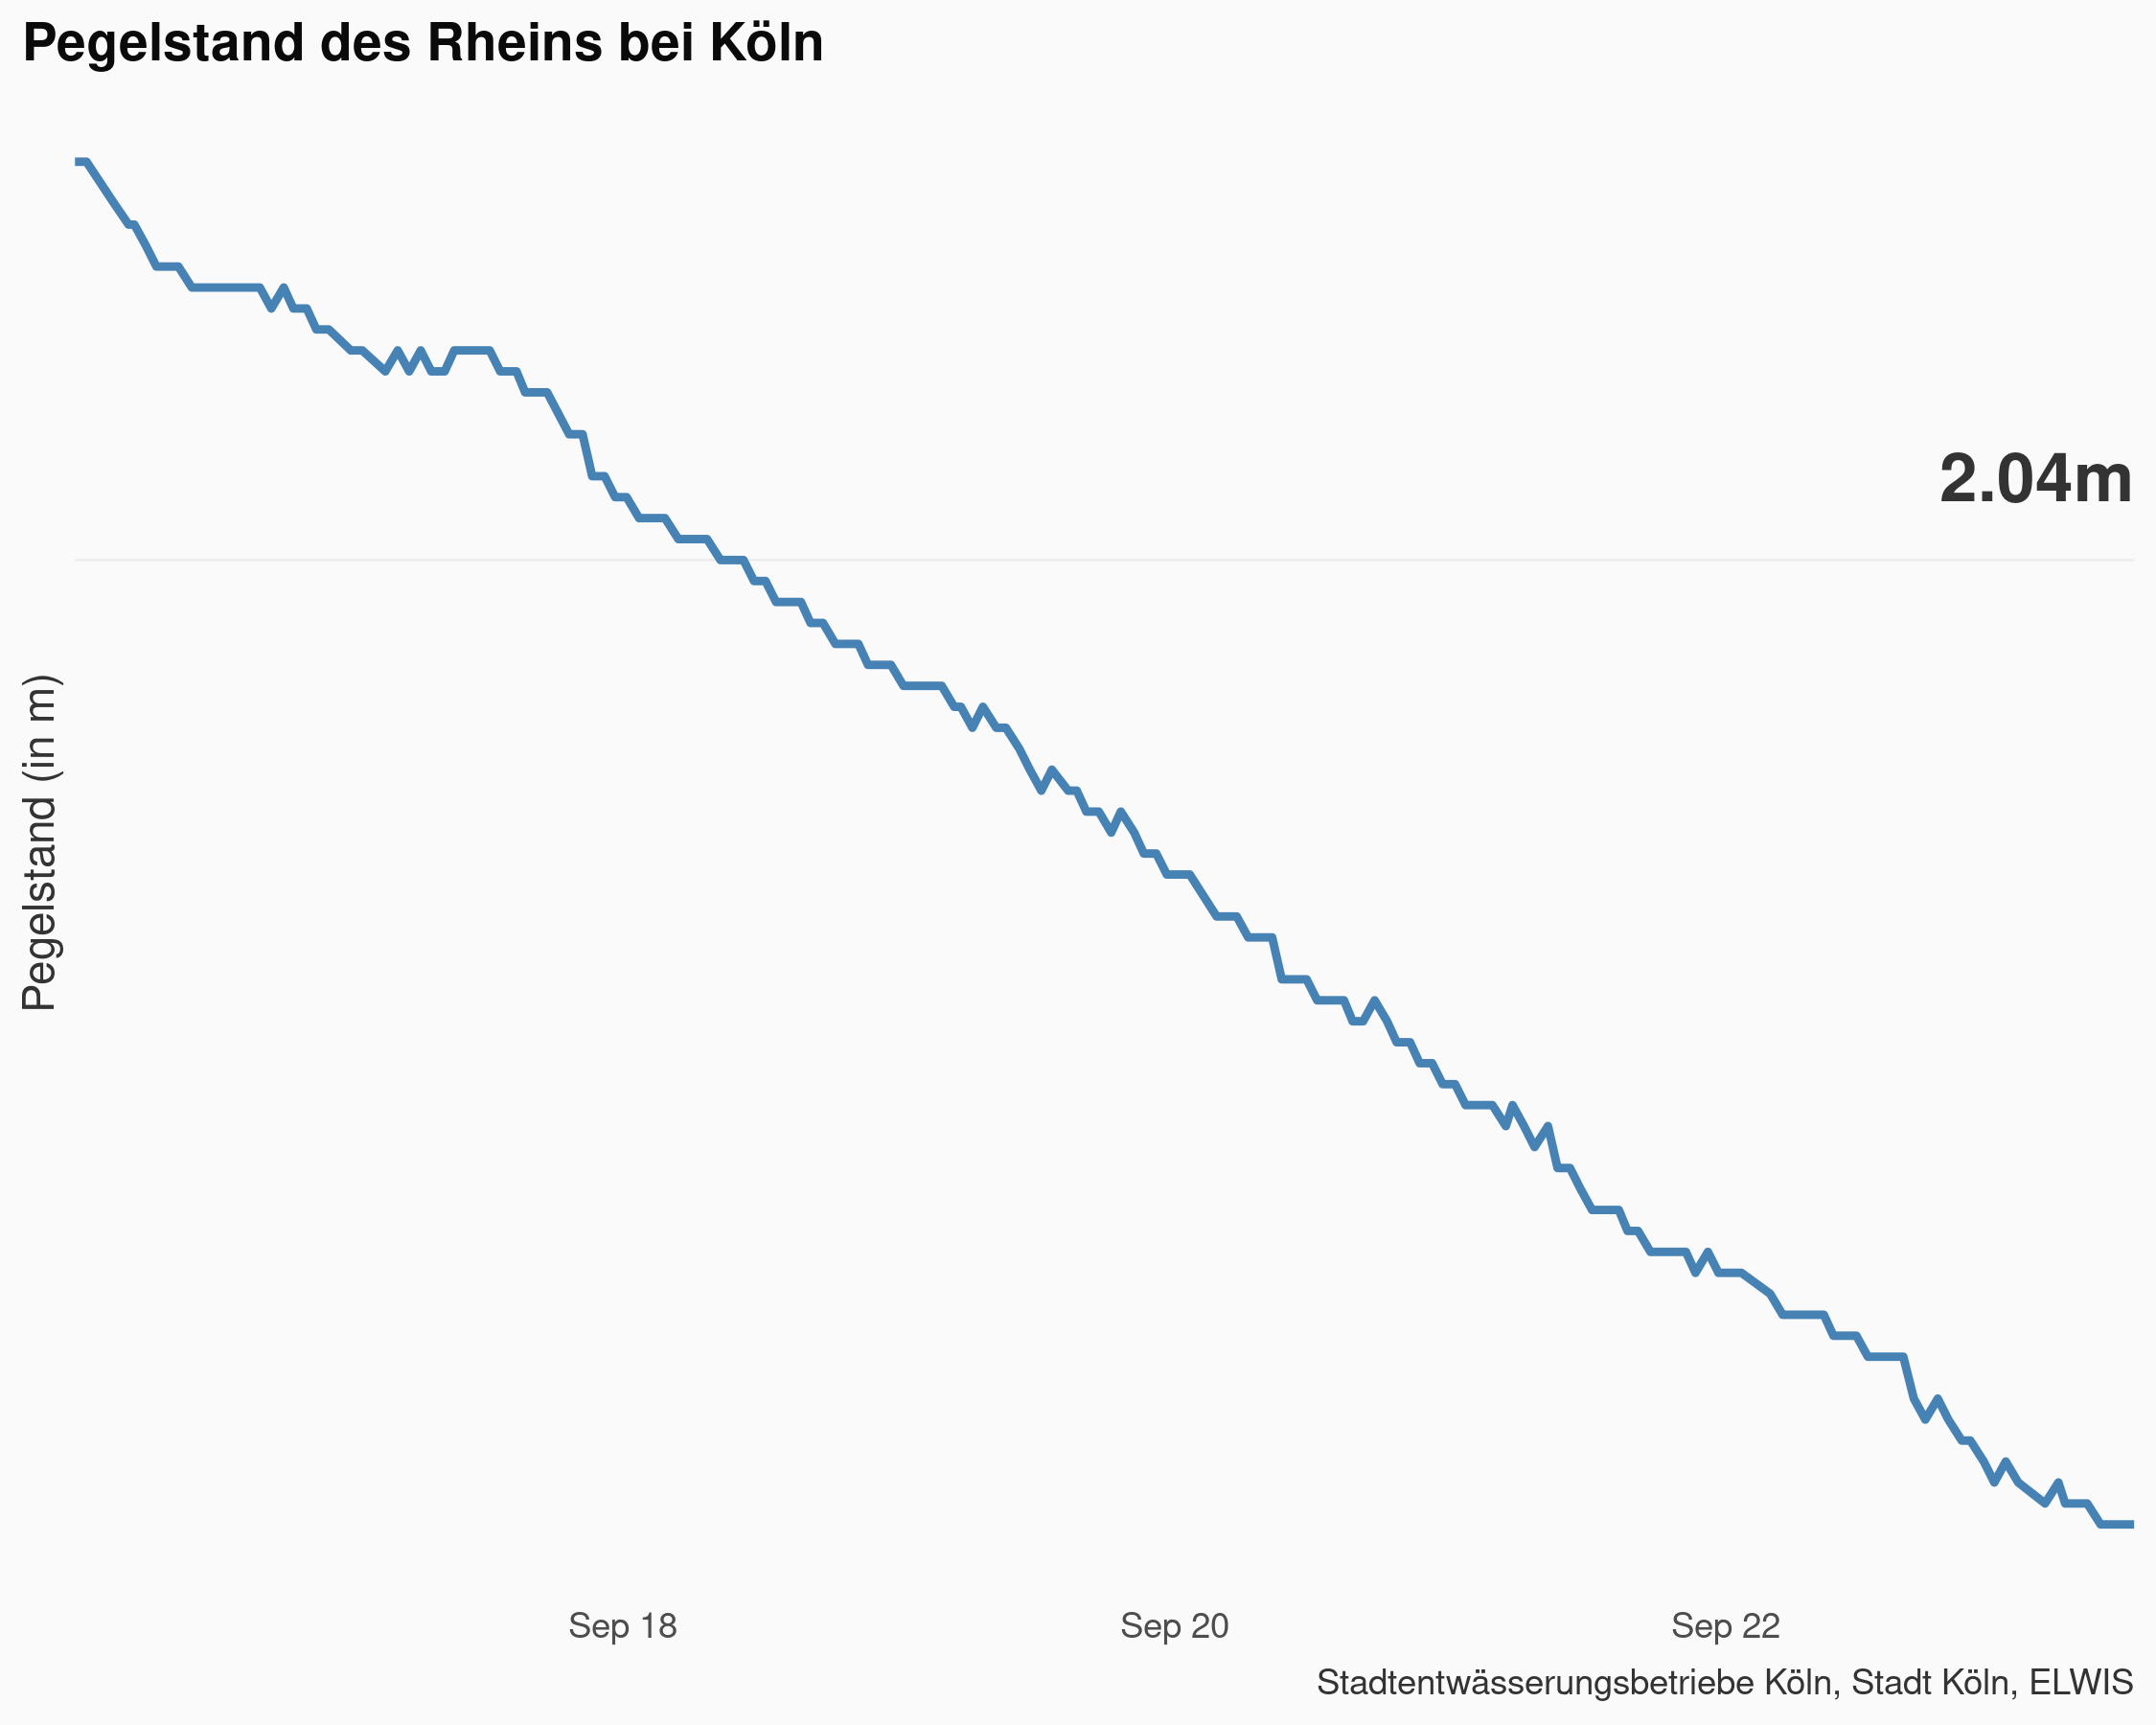 Pegelstand des Rheins bei Köln
2.04m
Pegelstand (in m)
Sep 18
Sep 20
Sep 22
Stadtentwässerungsbetriebe Köln, Stadt Köln, ELWIS